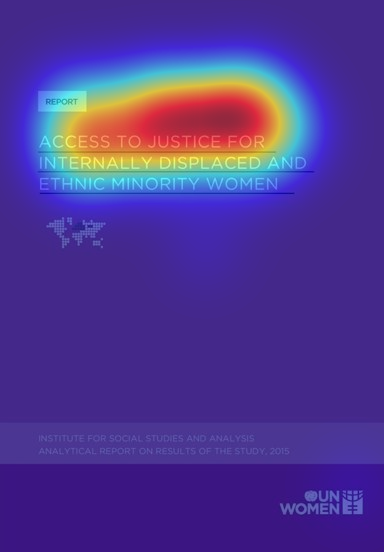 REPORT
ACCESS TO JUSTICE FOR
INTERNALLY DISPLACED AND
ETHNIC MINORITY WOMEN
INSTITUTE FOR SOCIAL STUDIES AND ANALYSIS
ANALYTICAL REPORT ON RESULTS OF THE STUDY, 2015
UN
WOMEN